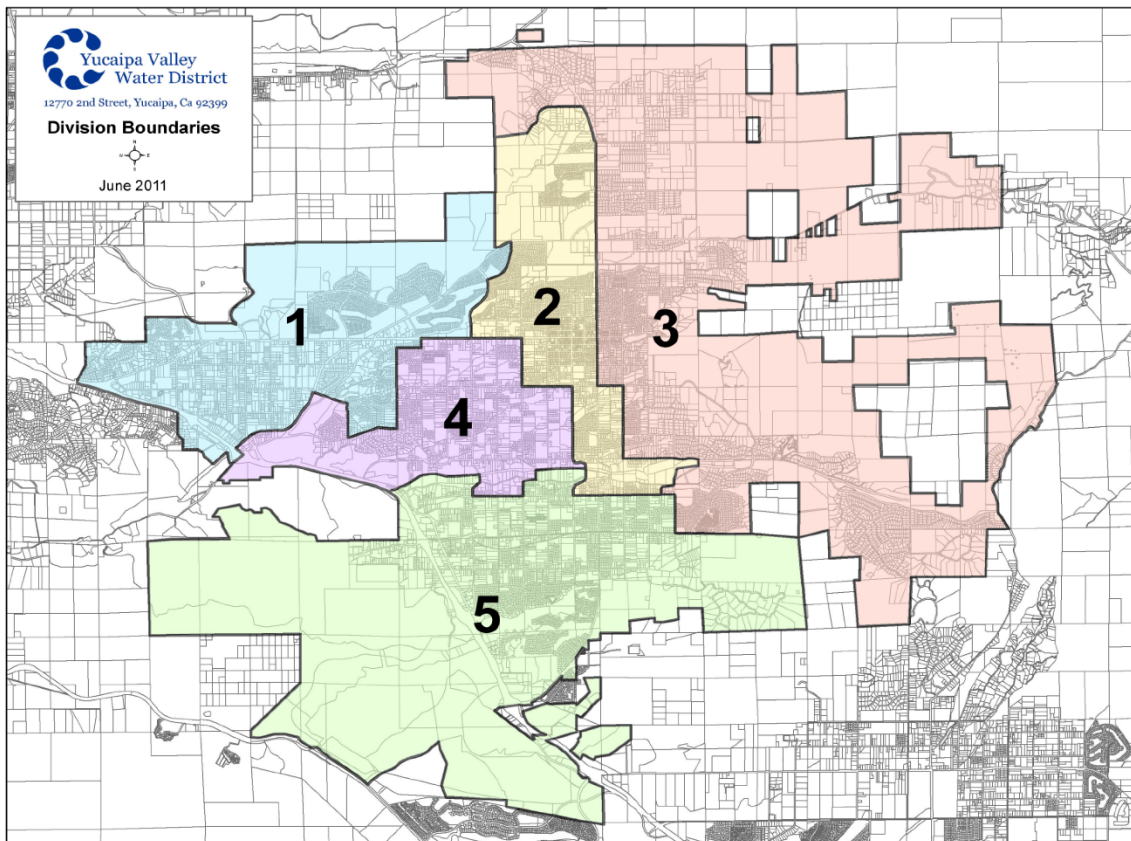 Yucaipa Valley
Water District
12770 2nd Street, Yucaipa, Ca 92399
Division Boundaries
N
W E
S
June 2011
1
2
3
4
5